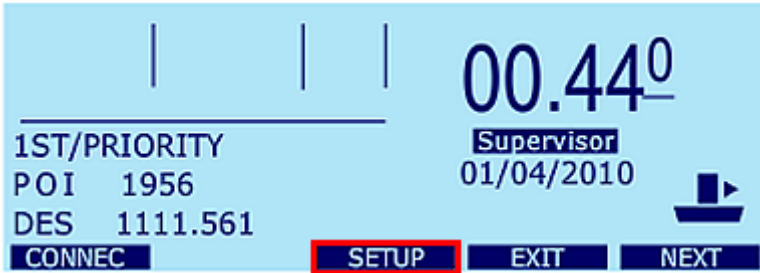 00.440
1ST/PRIORITY
Supervisor
POI 1956
01/04/2010
DES 1111.561
CONNEC SETUP EXIT NEXT